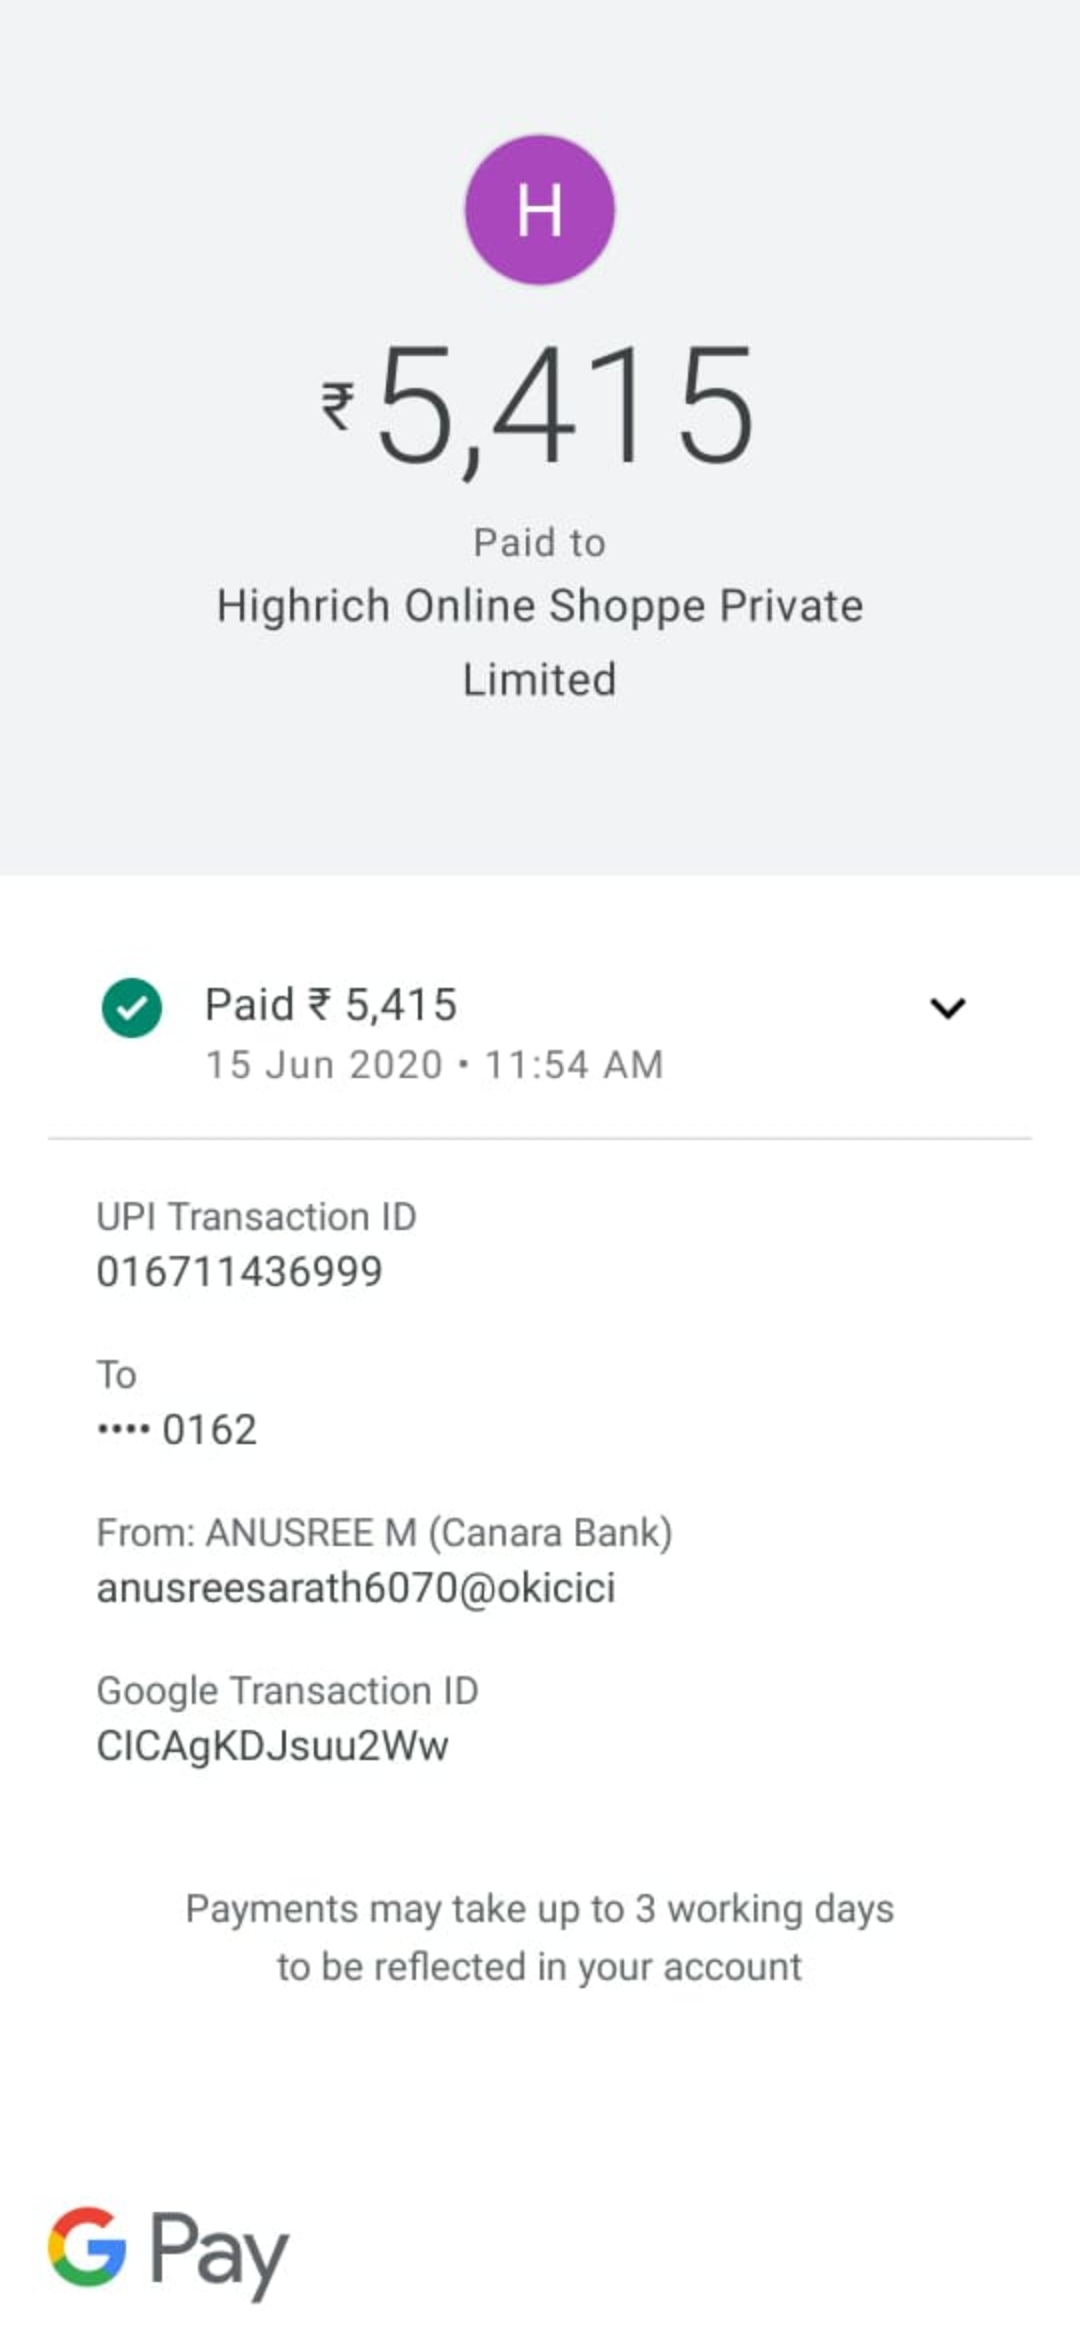 H
₹5,415
Paid to
Highrich Online Shoppe Private
Limited
Paid ₹ 5,415
15 Jun 2020 • 11:54 AM
UPI Transaction ID
016711436999
To
•••• 0162
From: ANUSREE M (Canara Bank)
anusreesarath6070@okicici
Google Transaction ID
CICAgKDJsuu2Ww
Payments may take up to 3 working days
to be reflected in your account
G Pay